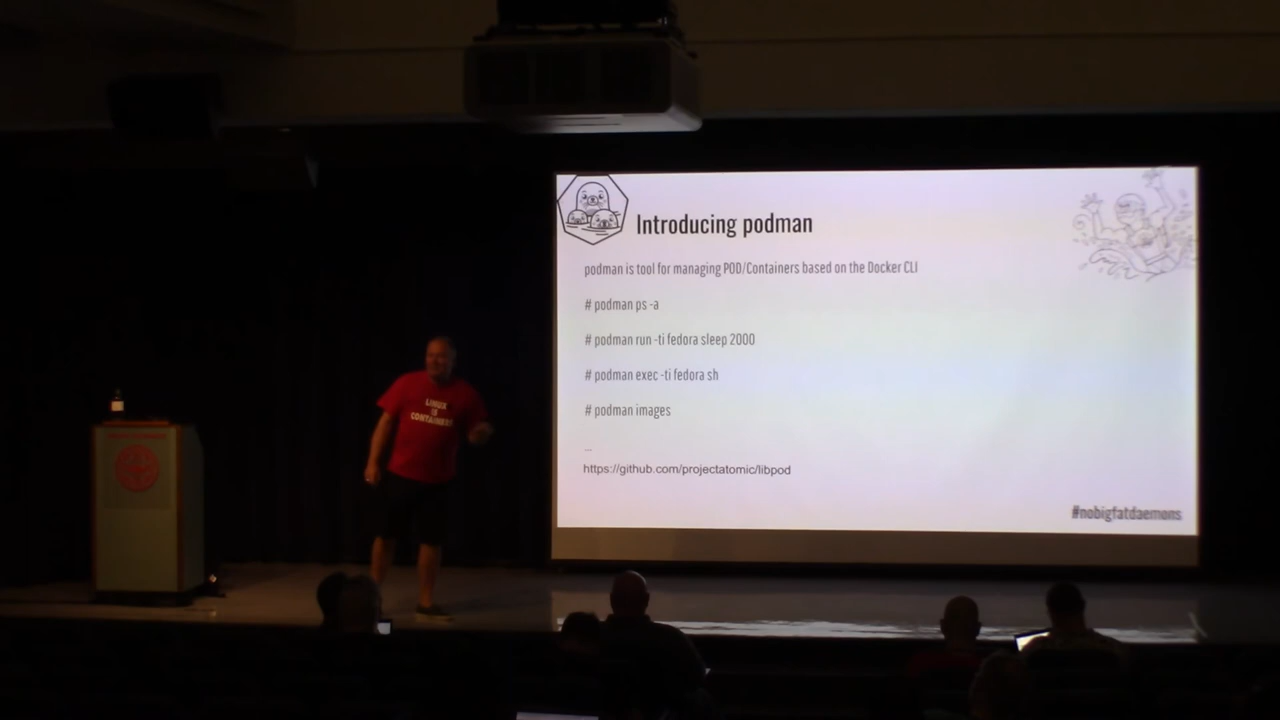 Introducing podman
podman is tool for managing POD/Containers based on the Docker CLI
# podman ps -a
# podman run -ti fedora sleep 2000
# podman exec -ti fedora sh
# podman images
...
https://github.com/projectatomic/libpod
#nobigfatdaemons
LINUX
IS
CONTAINERS